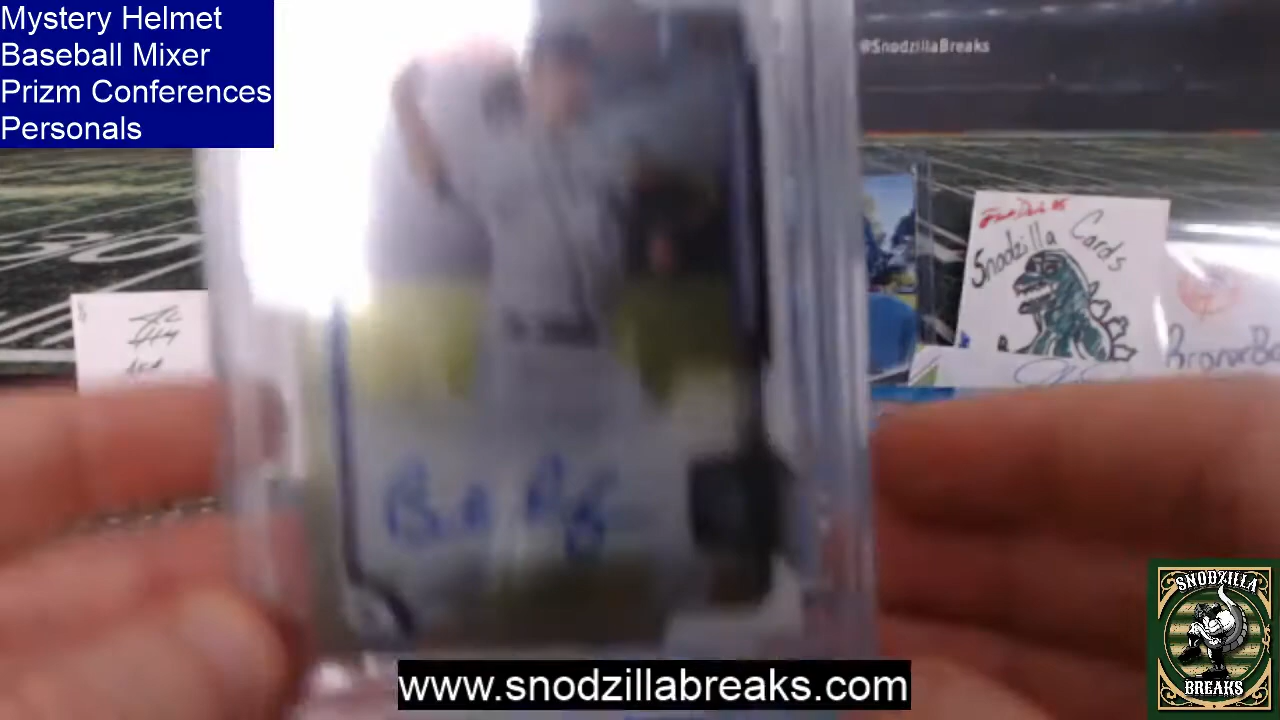 Mystery Helmet
Baseball Mixer
Prizm Conferences
Personals
@SnodzillaBreaks
Snodzilla Cards
www.snodzillabreaks.com
SNODZILLA
BREAKS